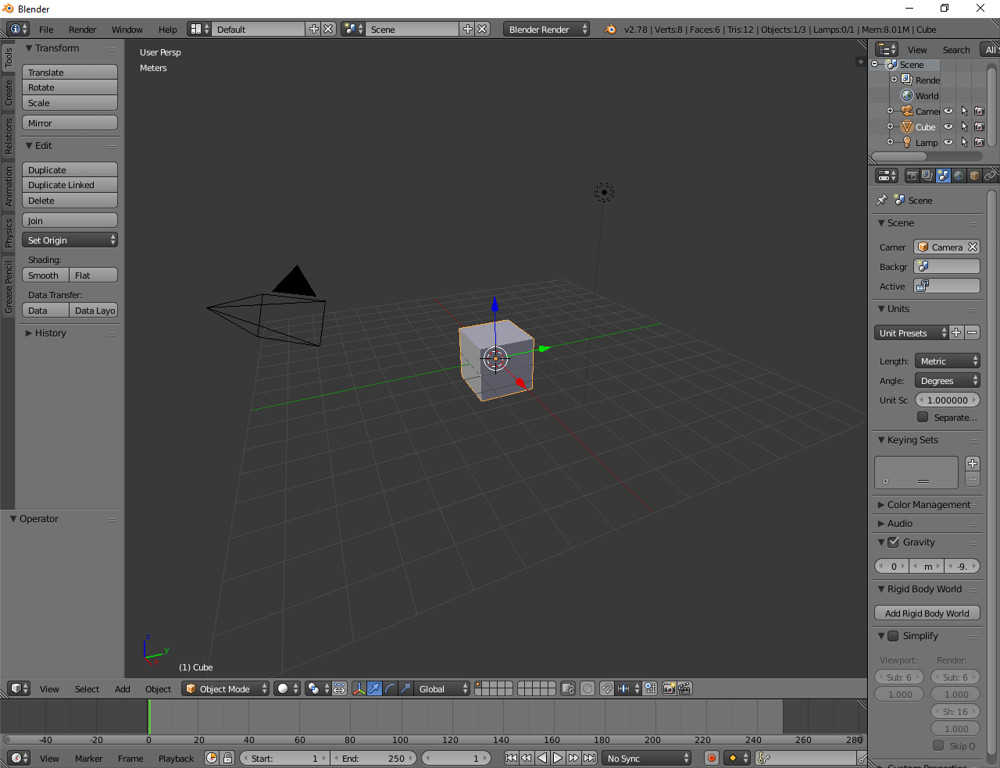 Blender
File Render Window Help Default Scene Blender Render v2.78 | Verts:8 | Faces:6 | Tris:12 | Objects:1/3 | Lamps:0/1 | Mem:8.01M | Cube
Tools
Create
Relations
Animation
Physics
Grease Pencil
Transform
Translate
Rotate
Scale
Mirror
Edit
Duplicate
Duplicate Linked
Delete
Join
Set Origin
Shading:
Smooth Flat
Data Transfer:
Data Data Layo
History
Operator
User Persp
Meters
z
y
x
(1) Cube
View Search All
Scene
Rende
World
Camer
Cube
Lamp
Scene
Scene
Camer Camera
Backgr
Active
Units
Unit Presets
Length: Metric
Angle: Degrees
Unit Sc 1.000000
Separate...
Keying Sets
Color Management
Audio
Gravity
0 m -9.
Rigid Body World
Add Rigid Body World
Simplify
Viewport: Render:
Sub: 6 Sub: 6
1.000 1.000
Sh: 16
1.000
Skip Q
Custom Properties
View Select Add Object Object Mode Global
-40 -20 0 20 40 60 80 100 120 140 160 180 200 220 240 260 280
View Marker Frame Playback Start: 1 End: 250 1 No Sync